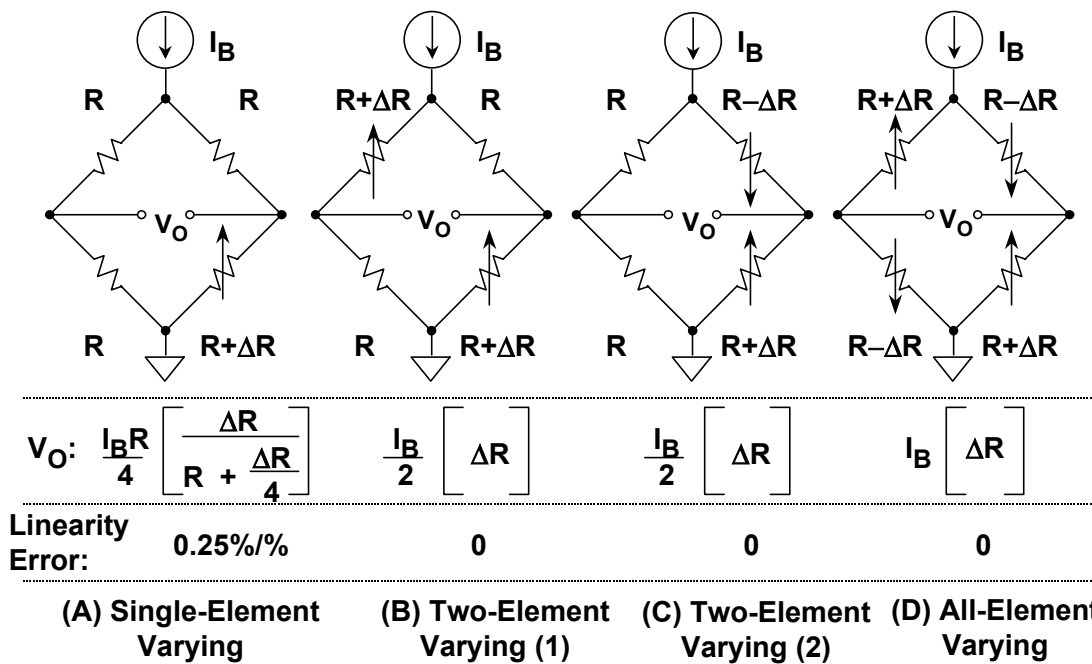 I_B I_B I_B I_B
R R R+ΔR R R R−ΔR R+ΔR R−ΔR
V_O V_O V_O V_O
R R+ΔR R R+ΔR R R+ΔR R−ΔR R+ΔR
V_O: I_B R / 4 [ ΔR / (R + ΔR/4) ] I_B / 2 [ ΔR ] I_B / 2 [ ΔR ] I_B [ ΔR ]
Linearity
Error: 0.25%/% 0 0 0
(A) Single-Element (B) Two-Element (C) Two-Element (D) All-Element
Varying Varying (1) Varying (2) Varying